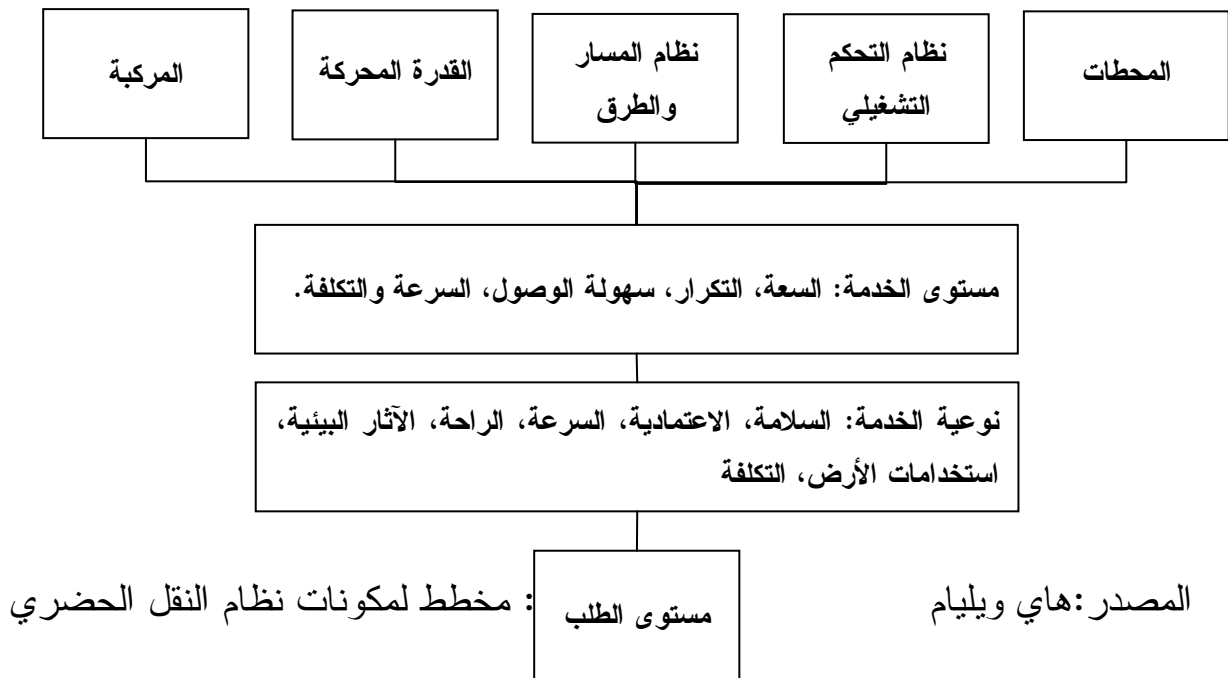 المحطات
نظام التحكم
التشغيلي
نظام المسار
والطرق
القدرة المحركة
المركبة
مستوى الخدمة: السعة، التكرار، سهولة الوصول، السرعة والتكلفة.
نوعية الخدمة: السلامة، الاعتمادية، السرعة، الراحة، الآثار البيئية،
استخدامات الأرض، التكلفة
مستوى الطلب
المصدر:هاي ويليام
: مخطط لمكونات نظام النقل الحضري